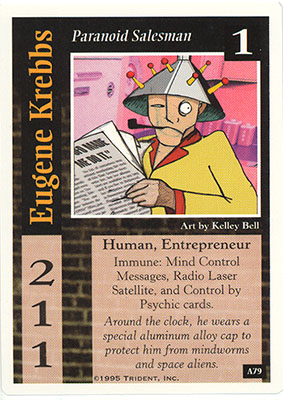 Eugene Krebbs
Paranoid Salesman
1
Art by Kelley Bell
2
1
1
Human, Entrepreneur
Immune: Mind Control
Messages, Radio Laser
Satellite, and Control by
Psychic cards.
Around the clock, he wears a
special aluminum alloy cap to
protect him from mindworms
and space aliens.
©1995 TRIDENT, INC.
A79